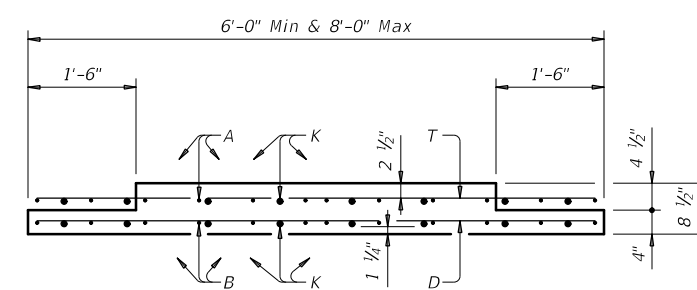 6'-0" Min & 8'-0" Max
1'-6"
1'-6"
A
K
2 ½"
T
4 ½"
8 ½"
B
K
1 ¼"
D
4"